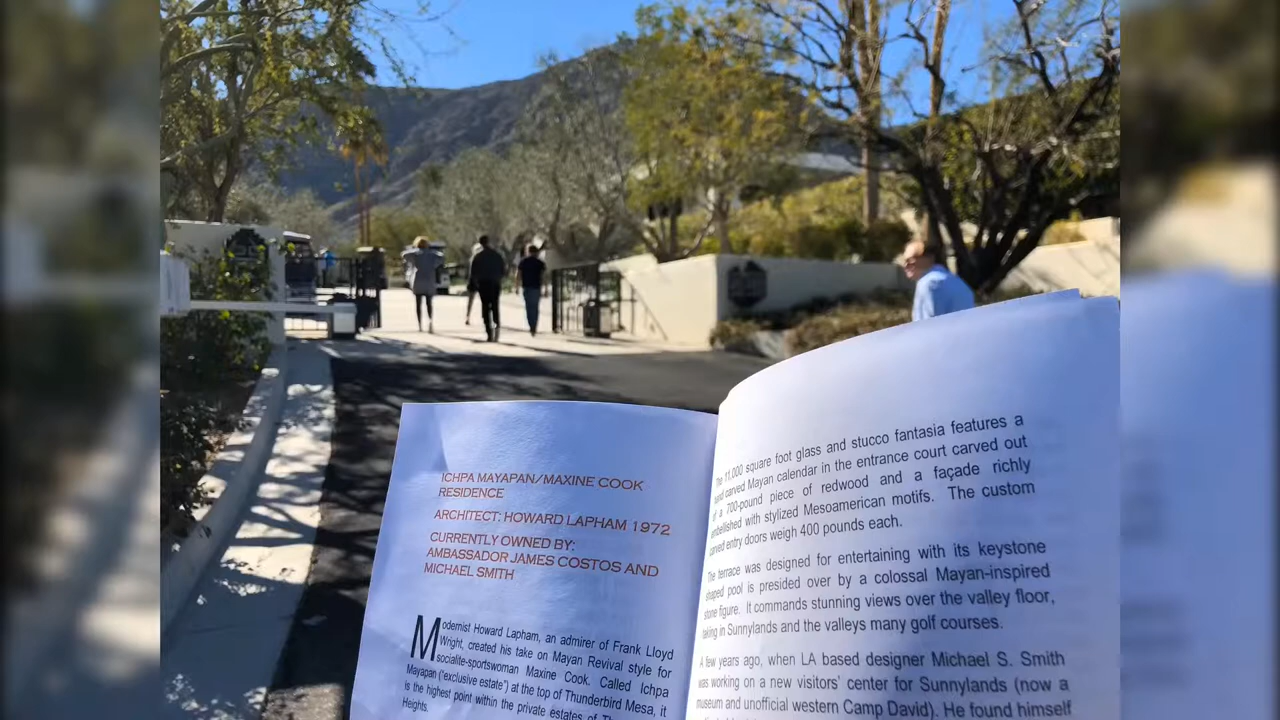 ICHPA MAYAPAN/MAXINE COOK
RESIDENCE
ARCHITECT: HOWARD LAPHAM 1972
CURRENTLY OWNED BY:
AMBASSADOR JAMES COSTOS AND
MICHAEL SMITH
Modernist Howard Lapham, an admirer of Frank Lloyd
Wright, created his take on Mayan Revival style for
socialite-sportswoman Maxine Cook. Called Ichpa
Mayapan ("exclusive estate") at the top of Thunderbird Mesa, it
is the highest point within the private estates of
Heights.
The 11,000 square foot glass and stucco fantasia features a
hand carved Mayan calendar in the entrance court carved out
of a 700-pound piece of redwood and a façade richly
embellished with stylized Mesoamerican motifs. The custom
carved entry doors weigh 400 pounds each.
The terrace was designed for entertaining with its keystone
shaped pool is presided over by a colossal Mayan-inspired
stone figure. It commands stunning views over the valley floor,
taking in Sunnylands and the valleys many golf courses.
A few years ago, when LA based designer Michael S. Smith
was working on a new visitors' center for Sunnylands (now a
museum and unofficial western Camp David). He found himself